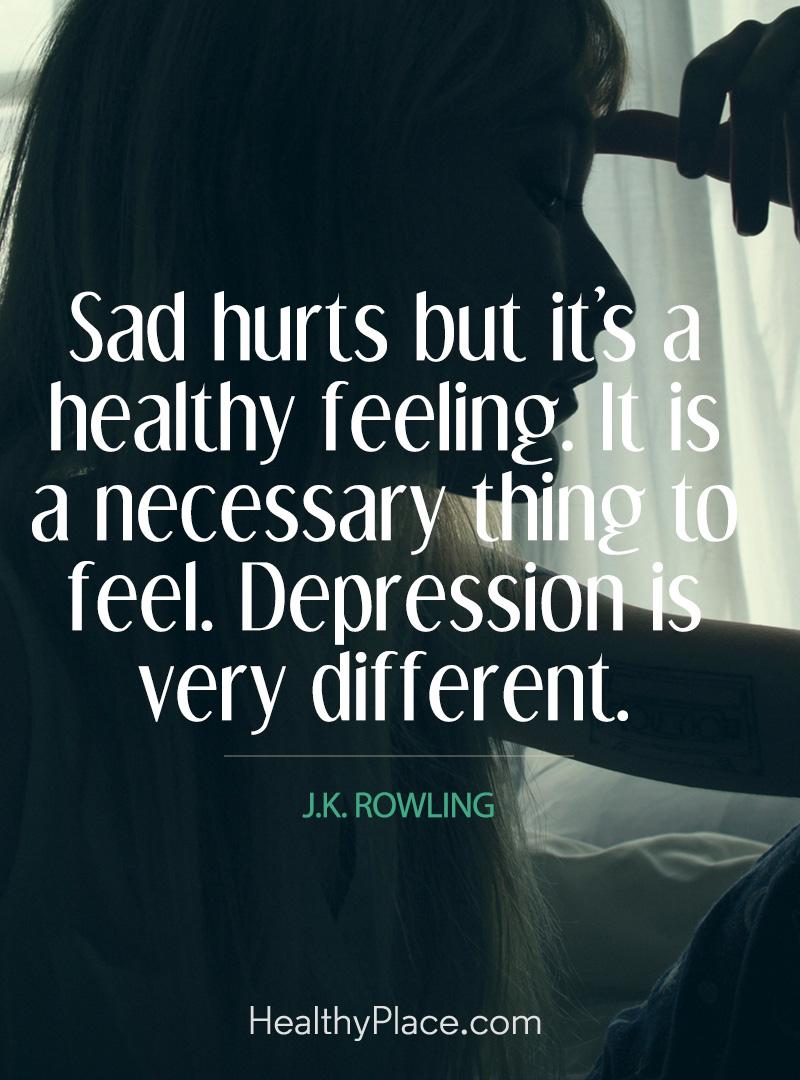 Sad hurts but it’s a
healthy feeling. It is
a necessary thing to
feel. Depression is
very different.
J.K. ROWLING
HealthyPlace.com